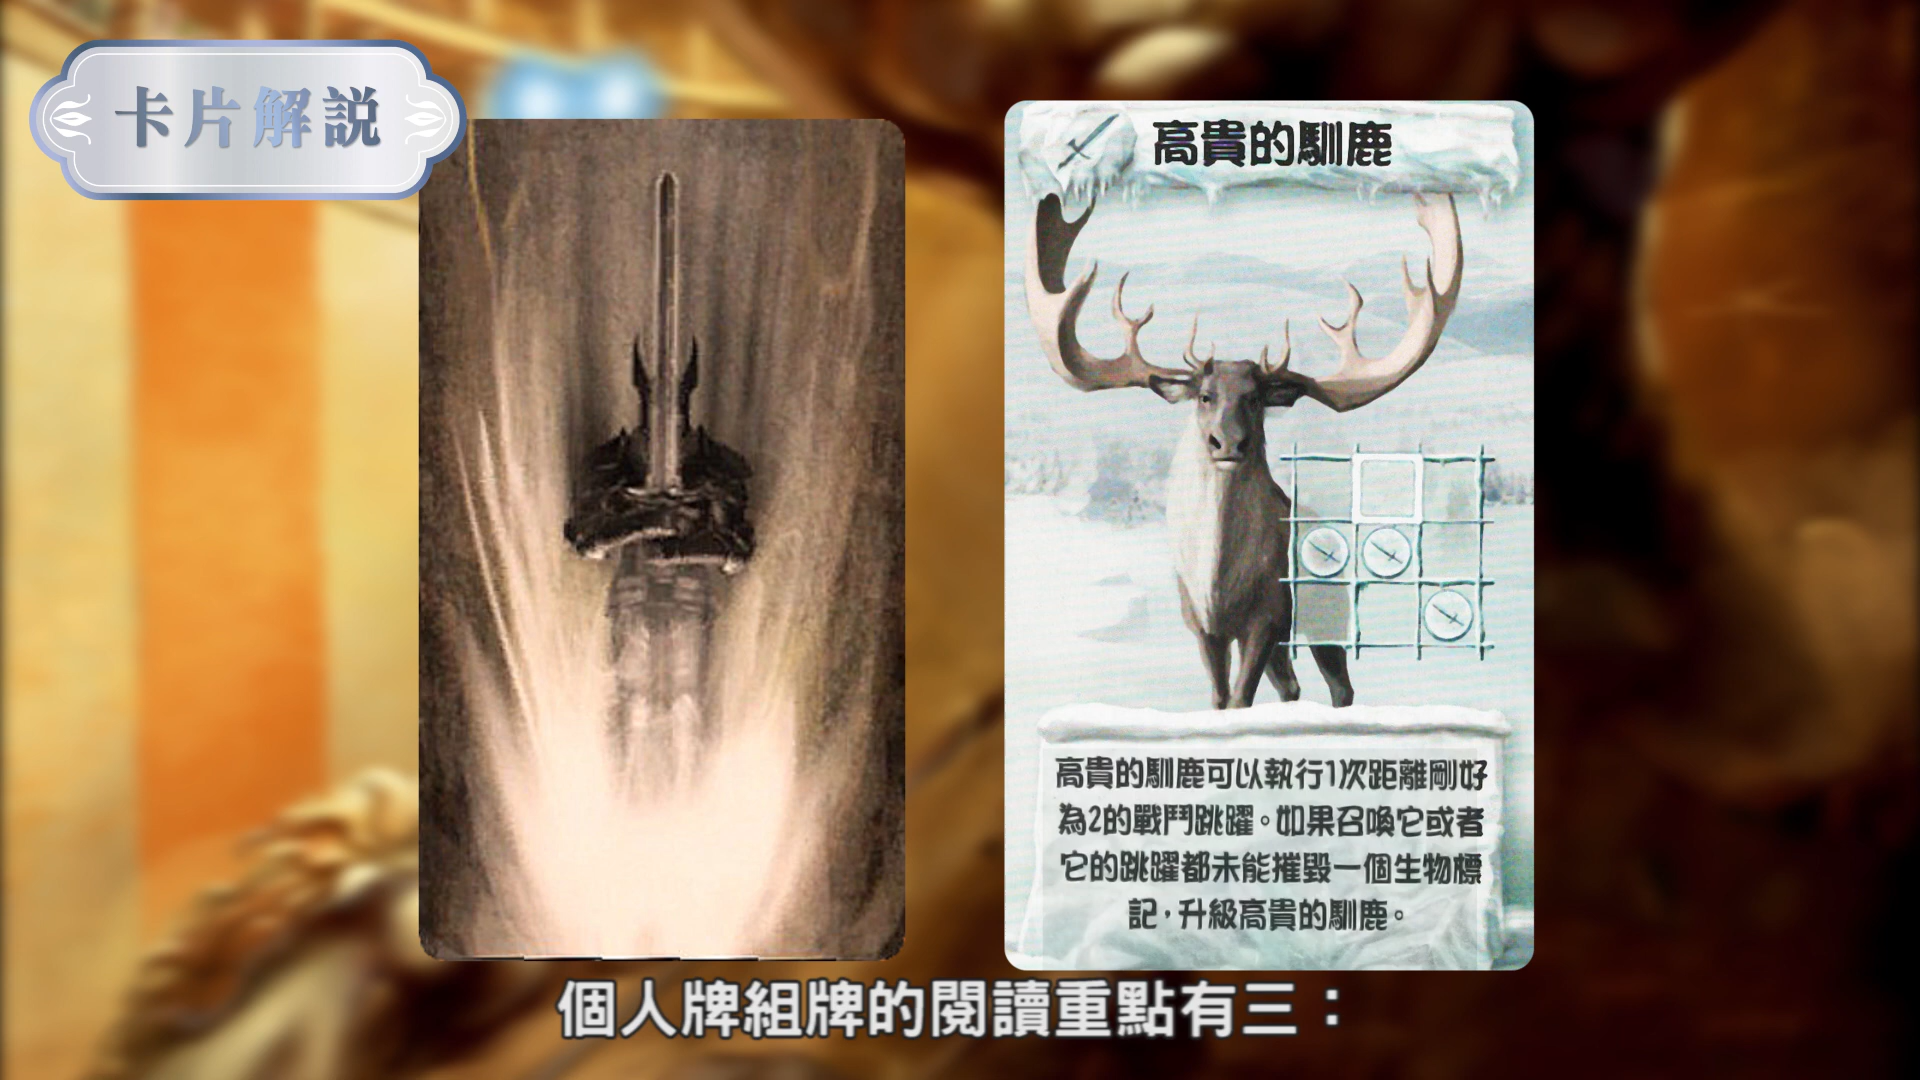 卡片解説
高貴的馴鹿
高貴的馴鹿可以執行1次距離剛好
為2的戰鬥跳躍。如果召喚它或者
它的跳躍都未能摧毀一個生物標
記，升級高貴的馴鹿。
個人牌組牌的閱讀重點有三：